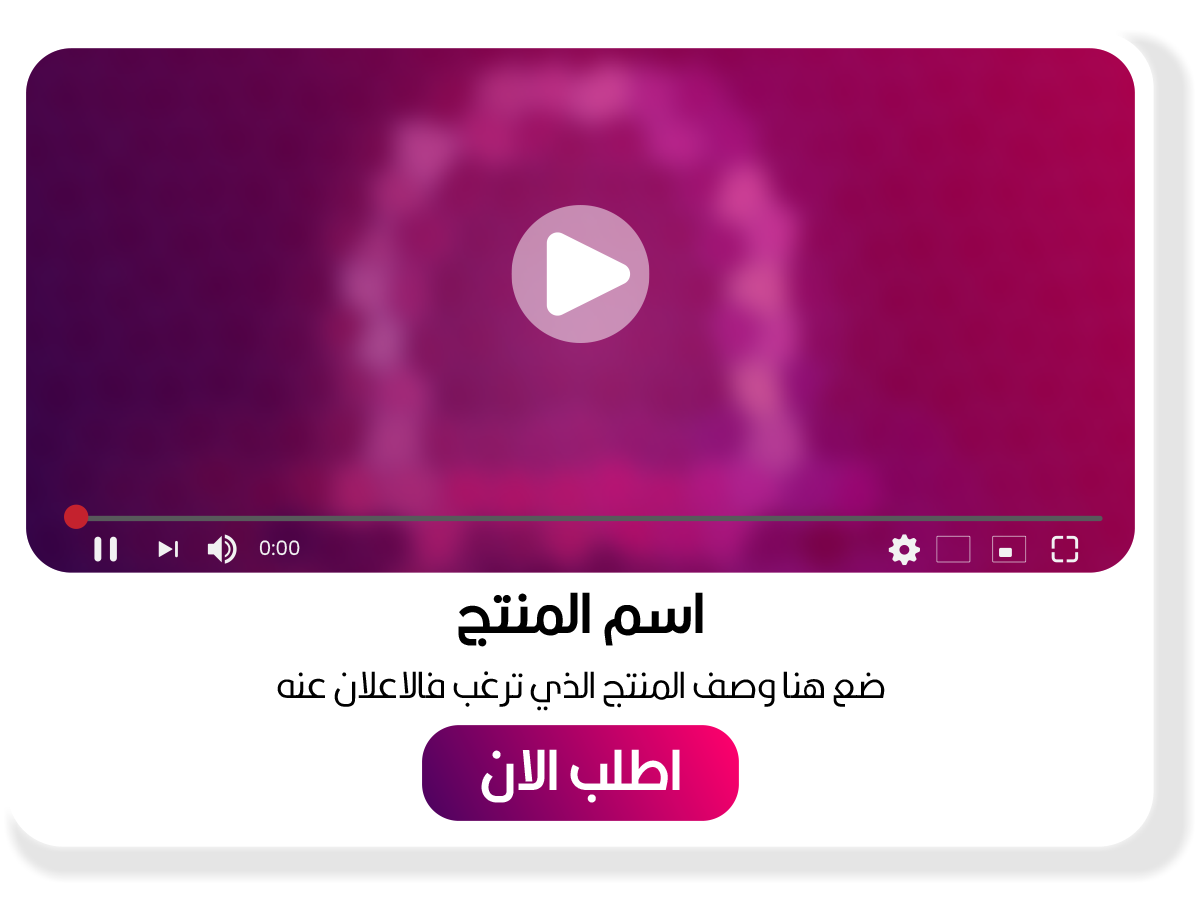 0:00
اسم المنتج
ضع هنا وصف المنتج الذي ترغب فالاعلان عنه
اطلب الان